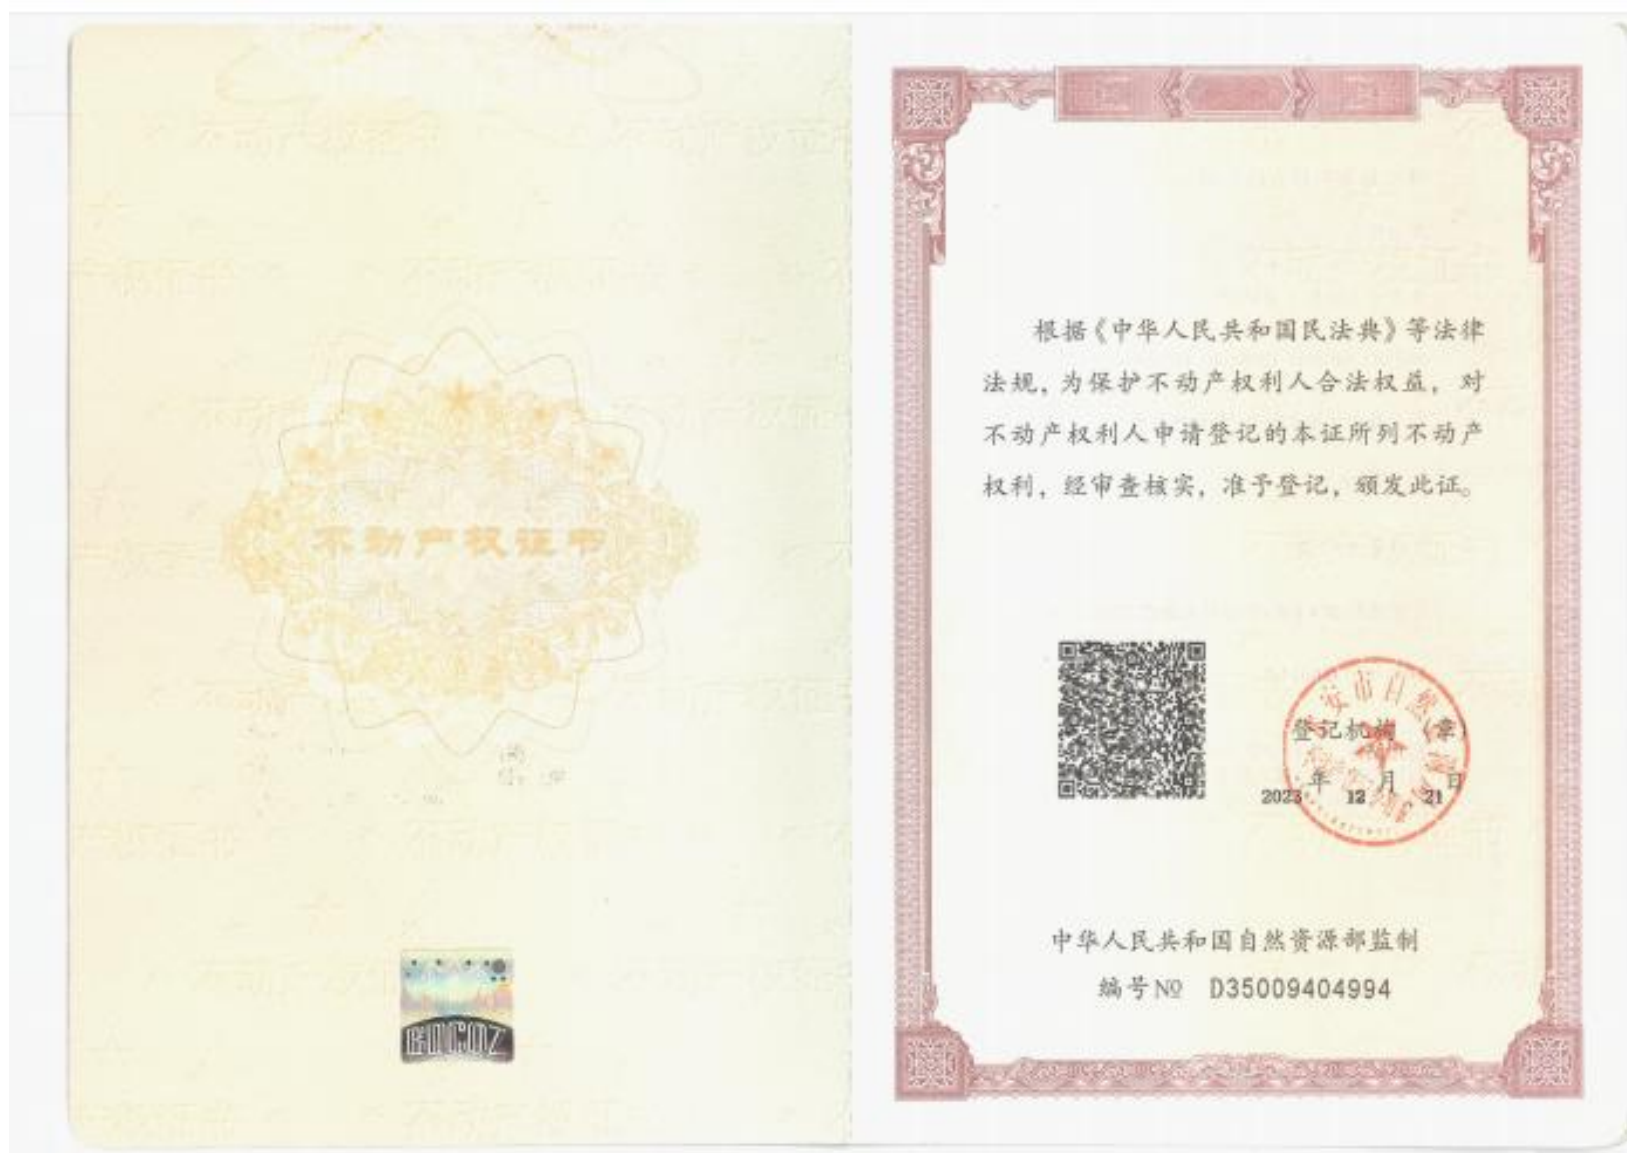 不动产权证书
根据《中华人民共和国民法典》等法律
法规，为保护不动产权利人合法权益，对
不动产权利人申请登记的本证所列不动产
权利，经审查核实，准予登记，颁发此证。
安市自然
登记机构（章）
年 月 日
2023 12 21
中华人民共和国自然资源部监制
编号№ D35009404994